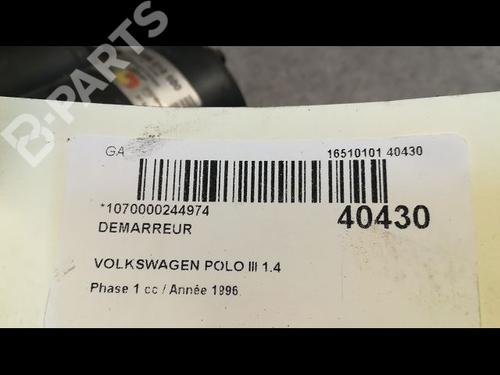 B-PARTS
GA
16510101 40430
*1070000244974
40430
DEMARREUR
VOLKSWAGEN POLO III 1.4
Phase 1 cc / Année 1996